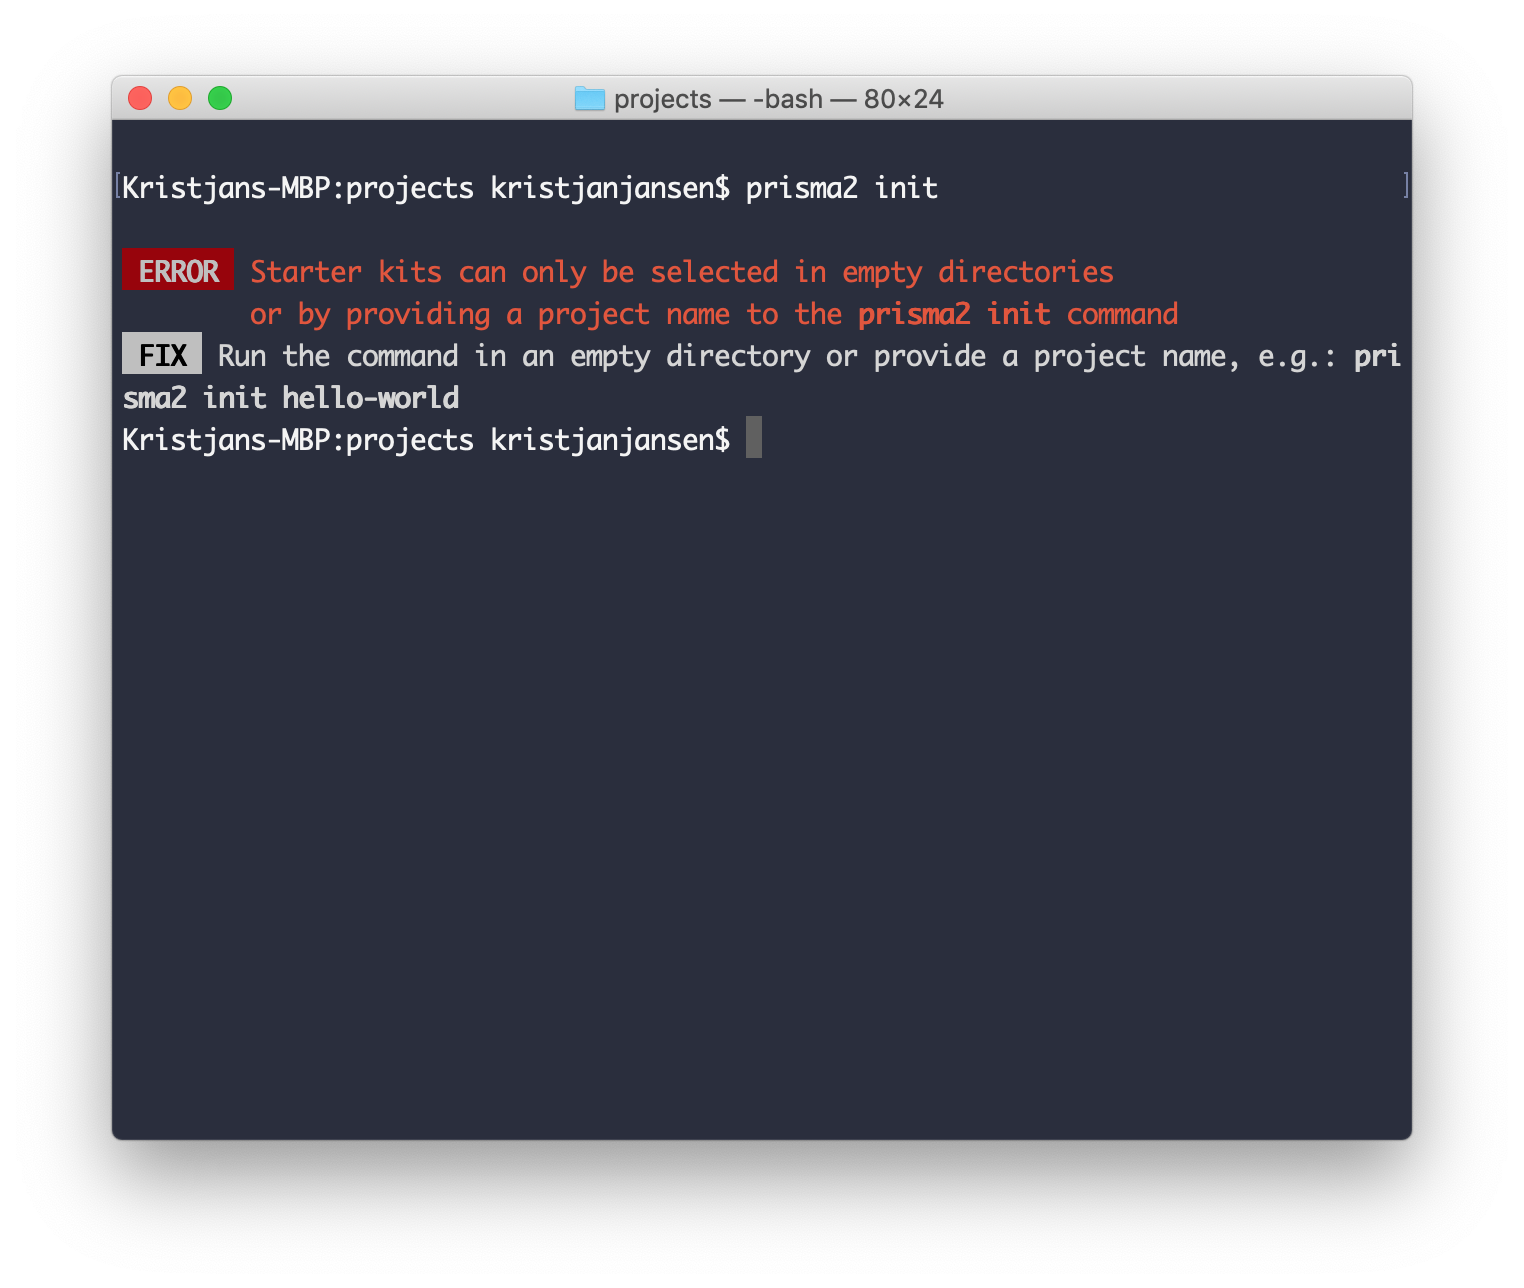 projects — -bash — 80×24
[Kristjans-MBP:projects kristjanjansen$ prisma2 init ]
ERROR Starter kits can only be selected in empty directories
or by providing a project name to the prisma2 init command
FIX Run the command in an empty directory or provide a project name, e.g.: pri
sma2 init hello-world
Kristjans-MBP:projects kristjanjansen$